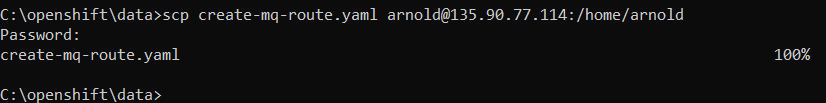 C:\openshift\data>scp create-mq-route.yaml arnold@135.90.77.114:/home/arnold
Password:
create-mq-route.yaml 100%
C:\openshift\data>